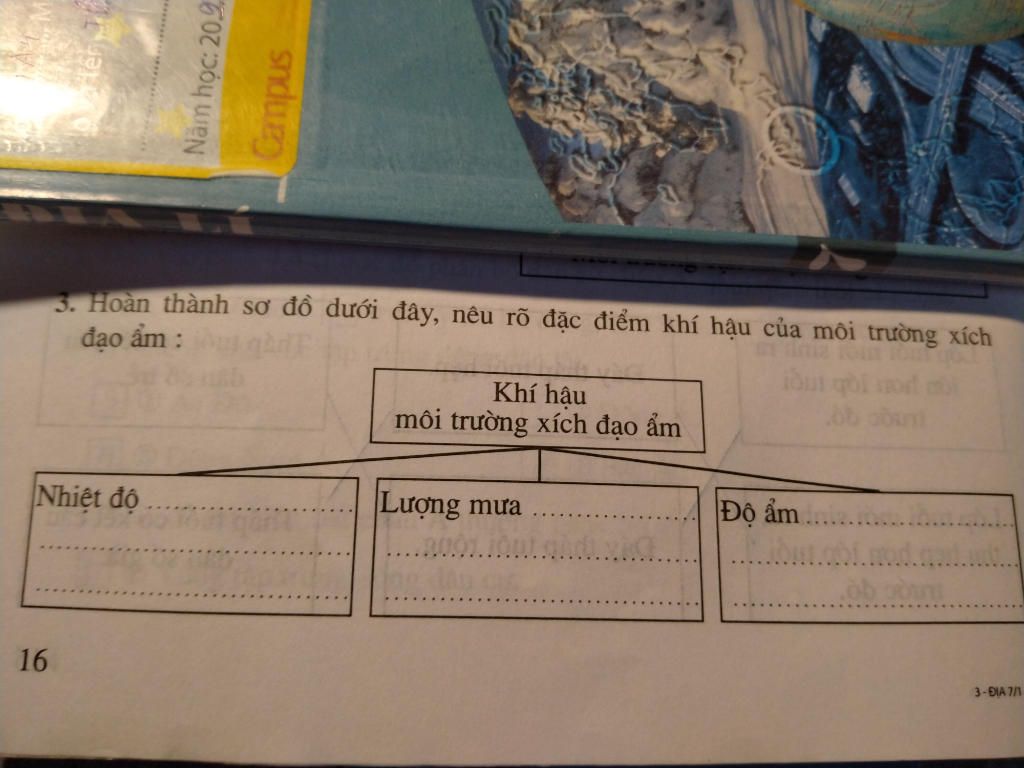 Năm học: 20
Campus
3. Hoàn thành sơ đồ dưới đây, nêu rõ đặc điểm khí hậu của môi trường xích
đạo ẩm :
Khí hậu
môi trường xích đạo ẩm
Nhiệt độ
Lượng mưa
Độ ẩm
16
3 - ĐỊA 7/1